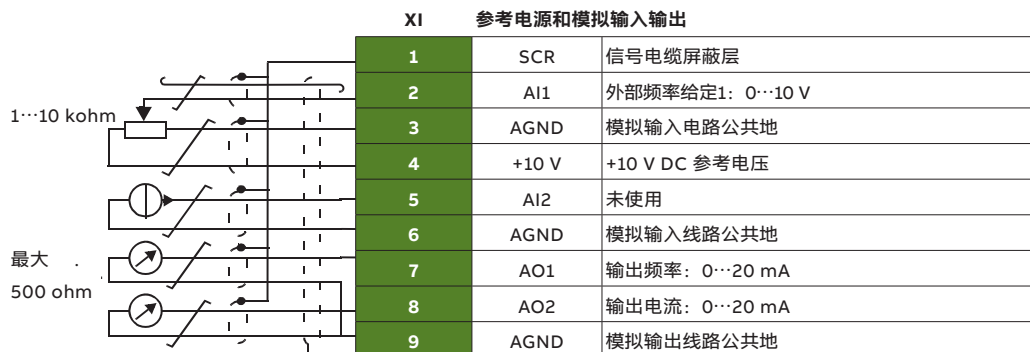 XI 参考电源和模拟输入输出
1 SCR 信号电缆屏蔽层
2 AI1 外部频率给定1：0…10 V
1…10 kohm
3 AGND 模拟输入电路公共地
4 +10 V +10 V DC 参考电压
5 AI2 未使用
6 AGND 模拟输入线路公共地
最大
500 ohm
7 AO1 输出频率：0…20 mA
8 AO2 输出电流：0…20 mA
9 AGND 模拟输出线路公共地